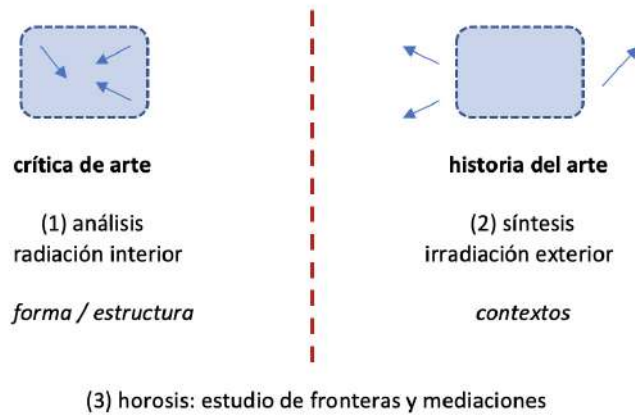 crítica de arte
(1) análisis
radiación interior
forma / estructura
historia del arte
(2) síntesis
irradiación exterior
contextos
(3) horosis: estudio de fronteras y mediaciones